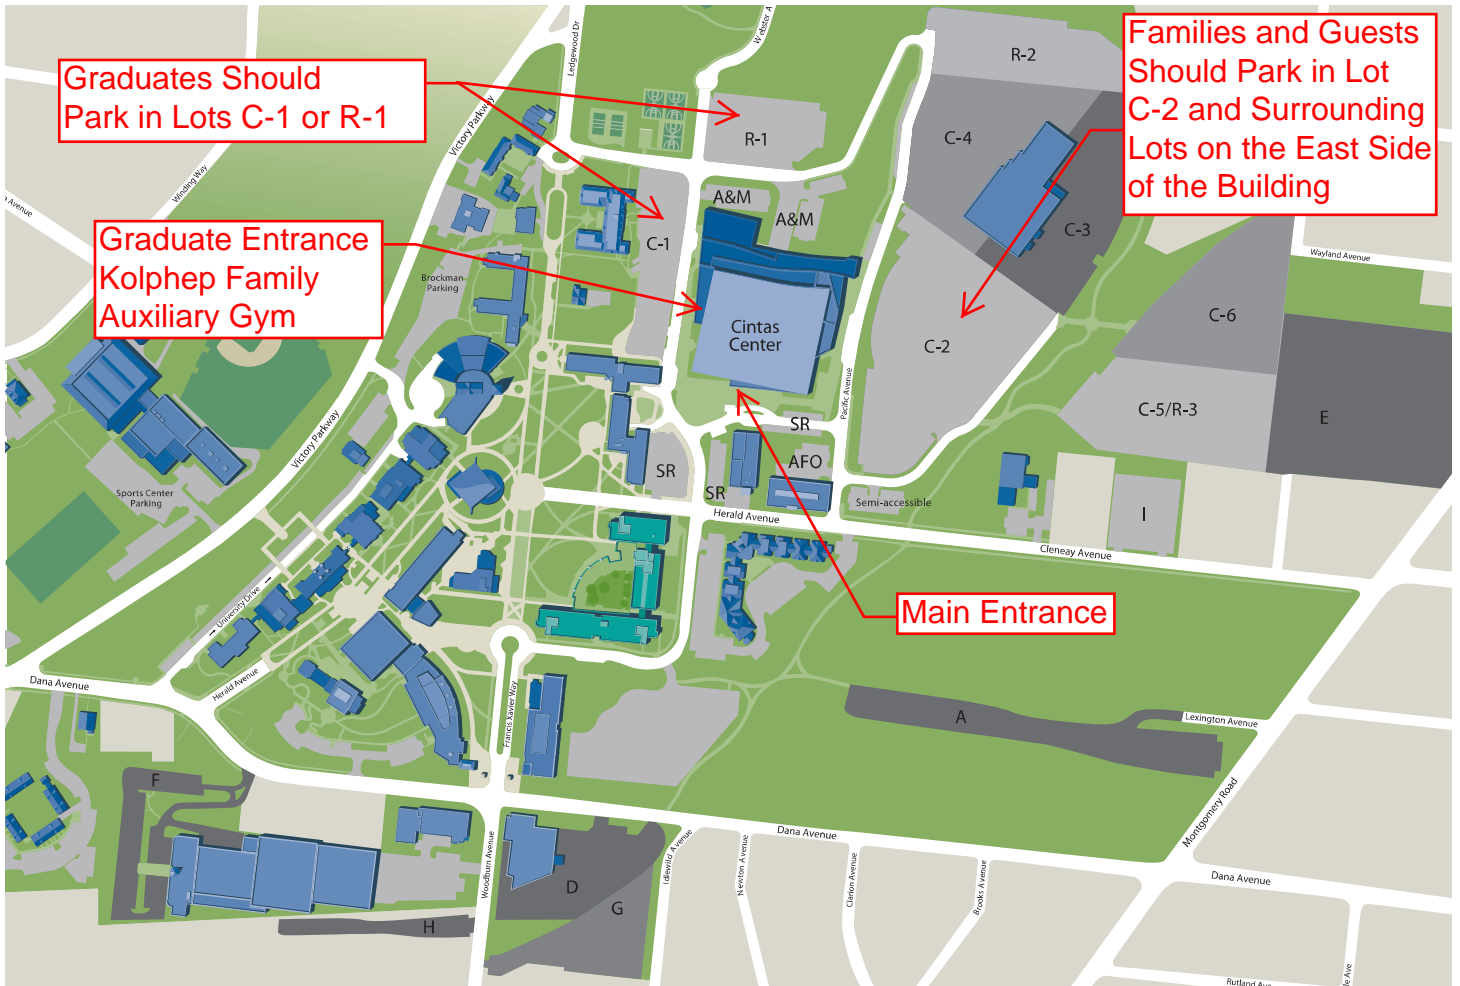 Families and Guests
Should Park in Lot
C-2 and Surrounding
Lots on the East Side
of the Building
Graduates Should
Park in Lots C-1 or R-1
Graduate Entrance
Kolphep Family
Auxiliary Gym
Main Entrance
Ledgewood Dr
Webster A
Victory Parkway
Winding Way
a Avenue
R-2
R-1
C-4
A&M
A&M
C-1
C-3
Wayland Avenue
Brockman
Parking
C-6
Cintas
Center
C-2
Pacific Avenue
C-5/R-3
E
Victory Parkway
SR
AFO
SR
SR
Sports Center
Parking
Semi-accessible
I
Herald Avenue
Cleneay Avenue
University Drive
Herald Avenue
Dana Avenue
Francis Xavier Way
A
Lexington Avenue
Montgomery Road
F
Dana Avenue
Woodburn Avenue
Idlewild Avenue
Newton Avenue
Clarion Avenue
Brooks Avenue
Dana Avenue
D
G
H
Rutland Ave
le Ave